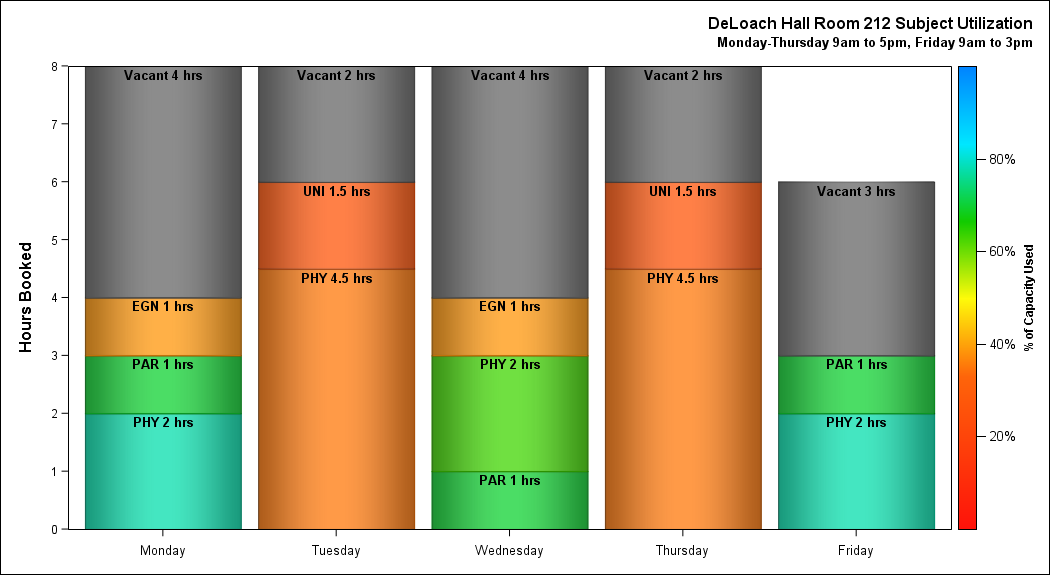 DeLoach Hall Room 212 Subject Utilization
Monday-Thursday 9am to 5pm, Friday 9am to 3pm
Hours Booked
8
7
6
5
4
3
2
1
0
Vacant 4 hrs
EGN 1 hrs
PAR 1 hrs
PHY 2 hrs
Vacant 2 hrs
UNI 1.5 hrs
PHY 4.5 hrs
Vacant 4 hrs
EGN 1 hrs
PHY 2 hrs
PAR 1 hrs
Vacant 2 hrs
UNI 1.5 hrs
PHY 4.5 hrs
Vacant 3 hrs
PAR 1 hrs
PHY 2 hrs
Monday
Tuesday
Wednesday
Thursday
Friday
80%
60%
40%
20%
% of Capacity Used